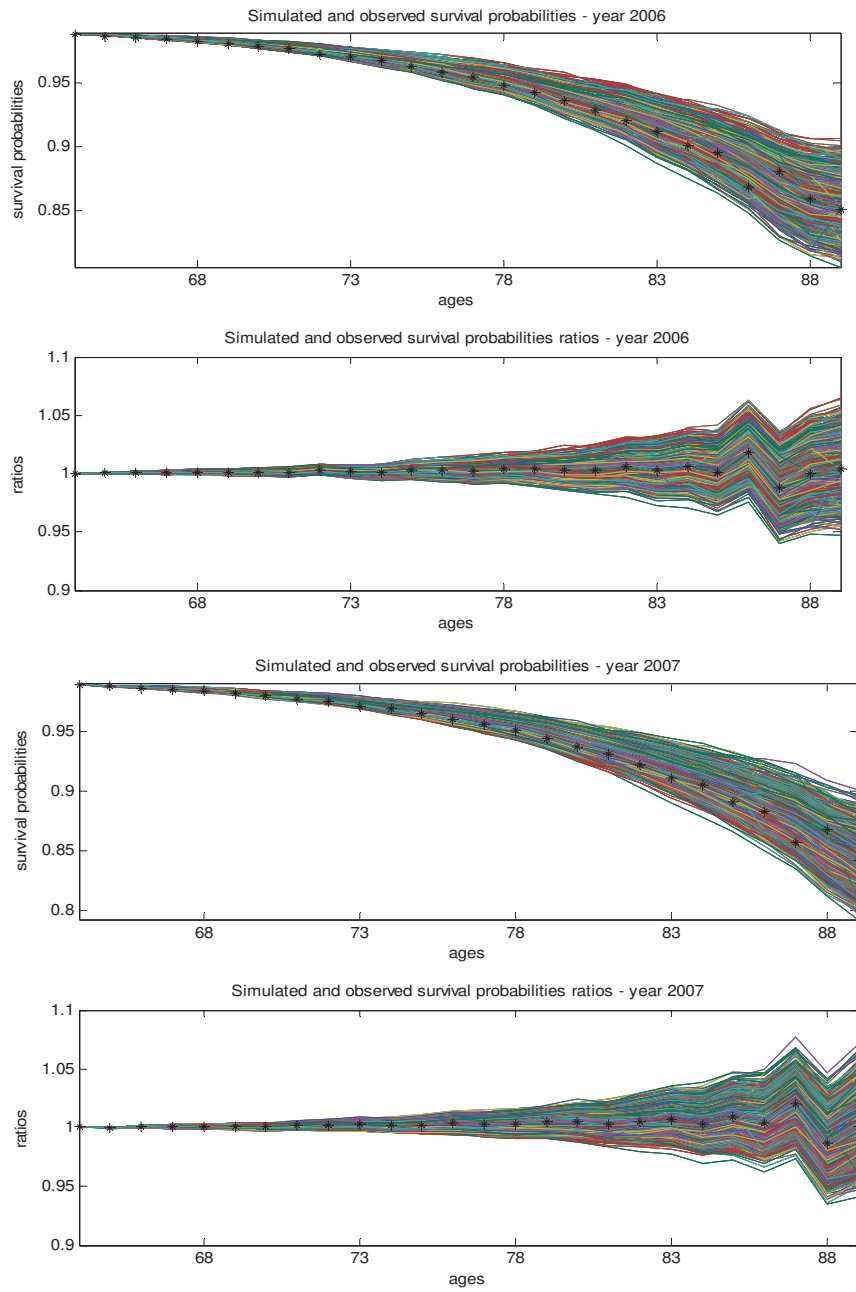 Simulated and observed survival probabilities - year 2006
survival probabilities
0.95
0.9
0.85
68 73 78 83 88
ages
Simulated and observed survival probabilities ratios - year 2006
ratios
1.1
1.05
1
0.95
0.9
68 73 78 83 88
ages
Simulated and observed survival probabilities - year 2007
survival probabilities
0.95
0.9
0.85
0.8
68 73 78 83 88
ages
Simulated and observed survival probabilities ratios - year 2007
ratios
1.1
1.05
1
0.95
0.9
68 73 78 83 88
ages